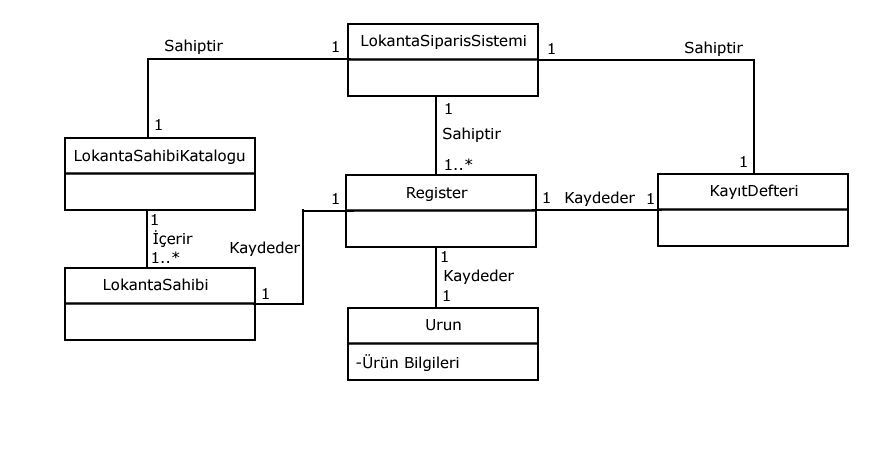 LokantaSiparisSistemi
Sahiptir
1
1
Sahiptir
1
Sahiptir
1..*
1
LokantaSahibiKatalogu
1
Register
KayıtDefteri
1
1
Kaydeder
1
1
İçerir
1..*
Kaydeder
LokantaSahibi
1
1
Kaydeder
1
Urun
-Ürün Bilgileri